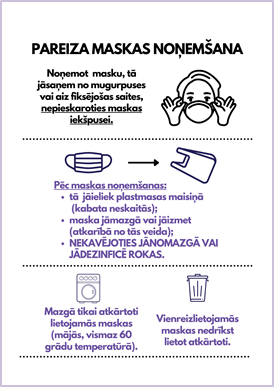 PAREIZA MASKAS NOŅEMŠANA
Noņemot masku, tā
jāsaņem no mugurpuses
vai aiz fiksējošas saites,
nepieskaroties maskas
iekšpusei.
Pēc maskas noņemšanas:
• tā jāieliek plastmasas maisiņā
(kabata neskaitās);
• maska jāmazgā vai jāizmet
(atkarībā no tās veida);
• NEKAVĒJOTIES JĀNOMAZGĀ VAI
JĀDEZINFICĒ ROKAS.
Mazgā tikai atkārtoti
lietojamās maskas
(mājās, vismaz 60
grādu temperatūrā).
Vienreizlietojamās
maskas nedrīkst
lietot atkārtoti.